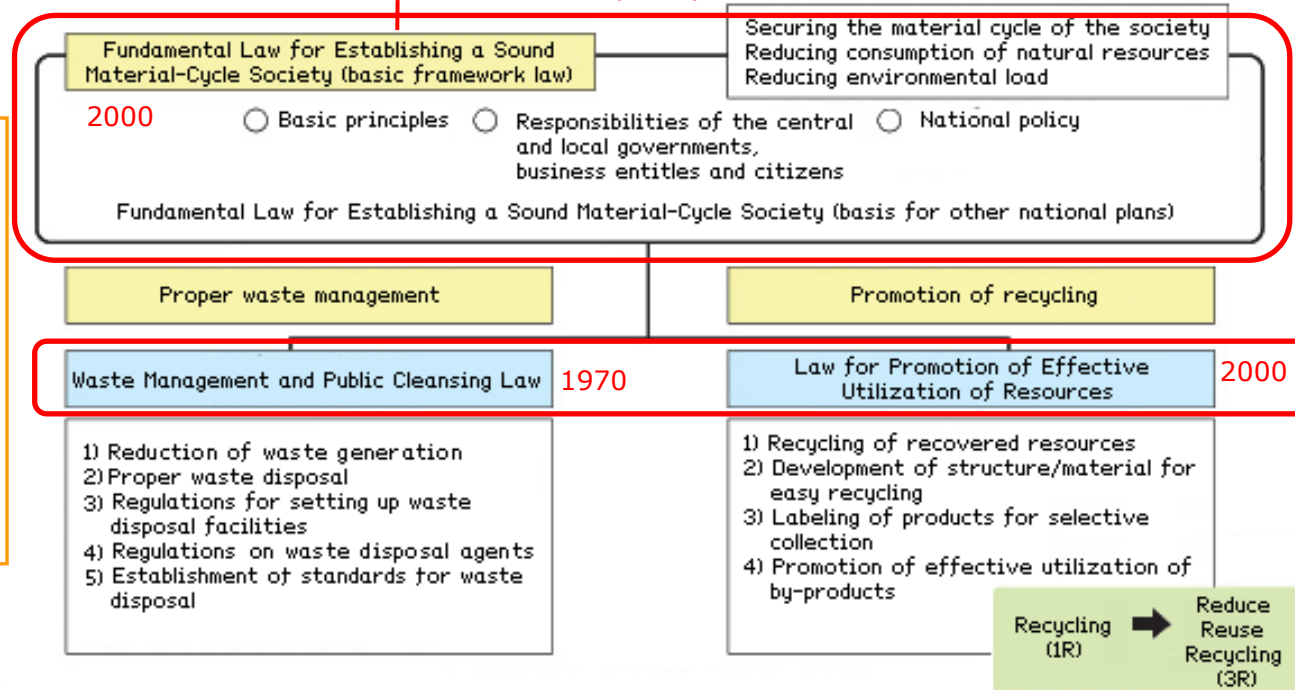 Securing the material cycle of the society
Reducing consumption of natural resources
Reducing environmental load
Fundamental Law for Establishing a Sound
Material-Cycle Society (basic framework law)
2000
Basic principles
Responsibilities of the central
and local governments,
business entities and citizens
National policy
Fundamental Law for Establishing a Sound Material-Cycle Society (basis for other national plans)
Proper waste management
Promotion of recycling
Waste Management and Public Cleansing Law
1970
Law for Promotion of Effective
Utilization of Resources
2000
1) Reduction of waste generation
2) Proper waste disposal
3) Regulations for setting up waste
disposal facilities
4) Regulations on waste disposal agents
5) Establishment of standards for waste
disposal
1) Recycling of recovered resources
2) Development of structure/material for
easy recycling
3) Labeling of products for selective
collection
4) Promotion of effective utilization of
by-products
Recycling
(1R)
Reduce
Reuse
Recycling
(3R)